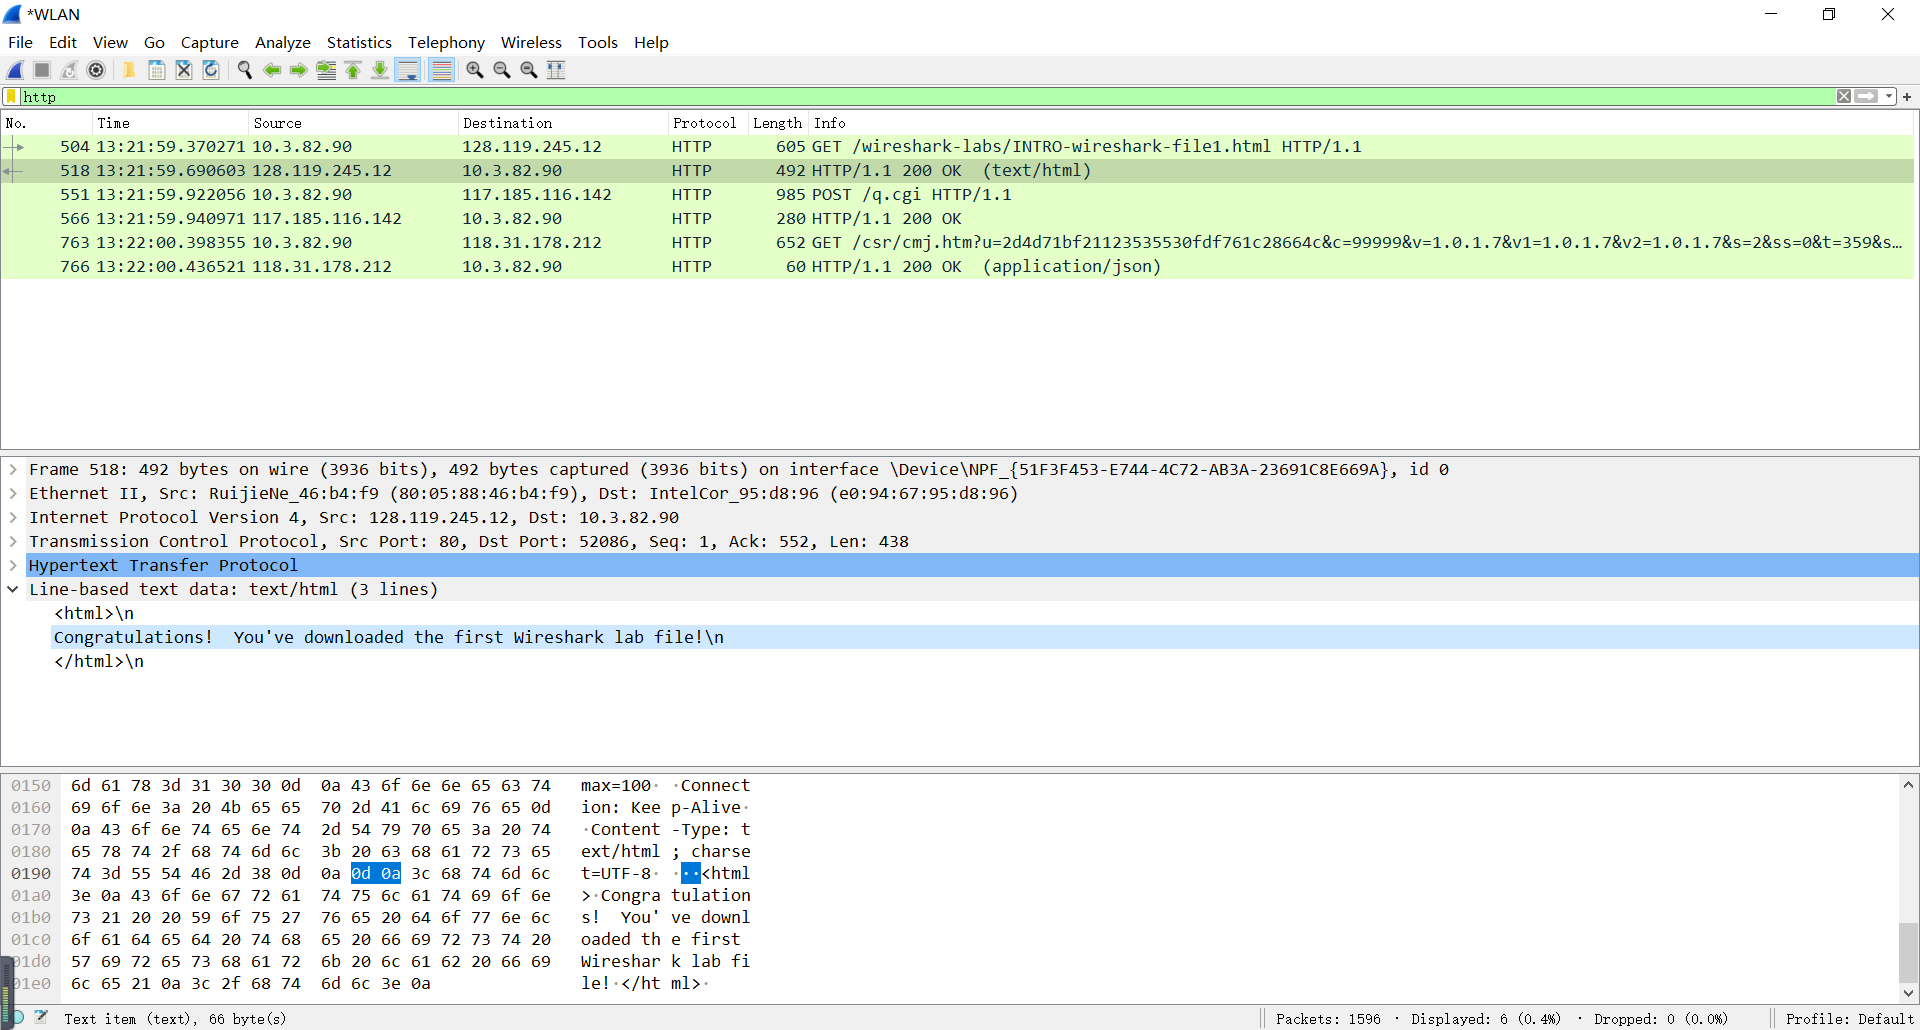 *WLAN
File Edit View Go Capture Analyze Statistics Telephony Wireless Tools Help
http
No. Time Source Destination Protocol Length Info
504 13:21:59.370271 10.3.82.90 128.119.245.12 HTTP 605 GET /wireshark-labs/INTRO-wireshark-file1.html HTTP/1.1
518 13:21:59.690603 128.119.245.12 10.3.82.90 HTTP 492 HTTP/1.1 200 OK  (text/html)
551 13:21:59.922056 10.3.82.90 117.185.116.142 HTTP 985 POST /q.cgi HTTP/1.1
566 13:21:59.940971 117.185.116.142 10.3.82.90 HTTP 280 HTTP/1.1 200 OK
763 13:22:00.398355 10.3.82.90 118.31.178.212 HTTP 652 GET /csr/cmj.htm?u=2d4d71bf21123535530fdf761c28664c&c=99999&v=1.0.1.7&v1=1.0.1.7&v2=1.0.1.7&s=2&ss=0&t=359&s…
766 13:22:00.436521 118.31.178.212 10.3.82.90 HTTP 60 HTTP/1.1 200 OK  (application/json)
Frame 518: 492 bytes on wire (3936 bits), 492 bytes captured (3936 bits) on interface \Device\NPF_{51F3F453-E744-4C72-AB3A-23691C8E669A}, id 0
Ethernet II, Src: RuijieNe_46:b4:f9 (80:05:88:46:b4:f9), Dst: IntelCor_95:d8:96 (e0:94:67:95:d8:96)
Internet Protocol Version 4, Src: 128.119.245.12, Dst: 10.3.82.90
Transmission Control Protocol, Src Port: 80, Dst Port: 52086, Seq: 1, Ack: 552, Len: 438
Hypertext Transfer Protocol
Line-based text data: text/html (3 lines)
<html>\n
Congratulations!  You've downloaded the first Wireshark lab file!\n
</html>\n
0150 6d 61 78 3d 31 30 30 0d 0a 43 6f 6e 6e 65 63 74 max=100· ·Connect
0160 69 6f 6e 3a 20 4b 65 65 70 2d 41 6c 69 76 65 0d ion: Kee p-Alive·
0170 0a 43 6f 6e 74 65 6e 74 2d 54 79 70 65 3a 20 74 ·Content -Type: t
0180 65 78 74 2f 68 74 6d 6c 3b 20 63 68 61 72 73 65 ext/html ; charse
0190 74 3d 55 54 46 2d 38 0d 0a 0d 0a 3c 68 74 6d 6c t=UTF-8· ···<html
01a0 3e 0a 43 6f 6e 67 72 61 74 75 6c 61 74 69 6f 6e >·Congra tulation
01b0 73 21 20 20 59 6f 75 27 76 65 20 64 6f 77 6e 6c s!  You' ve downl
01c0 6f 61 64 65 64 20 74 68 65 20 66 69 72 73 74 20 oaded th e first
01d0 57 69 72 65 73 68 61 72 6b 20 6c 61 62 20 66 69 Wireshar k lab fi
01e0 6c 65 21 0a 3c 2f 68 74 6d 6c 3e 0a le!·</ht ml>·
Text item (text), 66 byte(s) Packets: 1596 · Displayed: 6 (0.4%) · Dropped: 0 (0.0%) Profile: Default